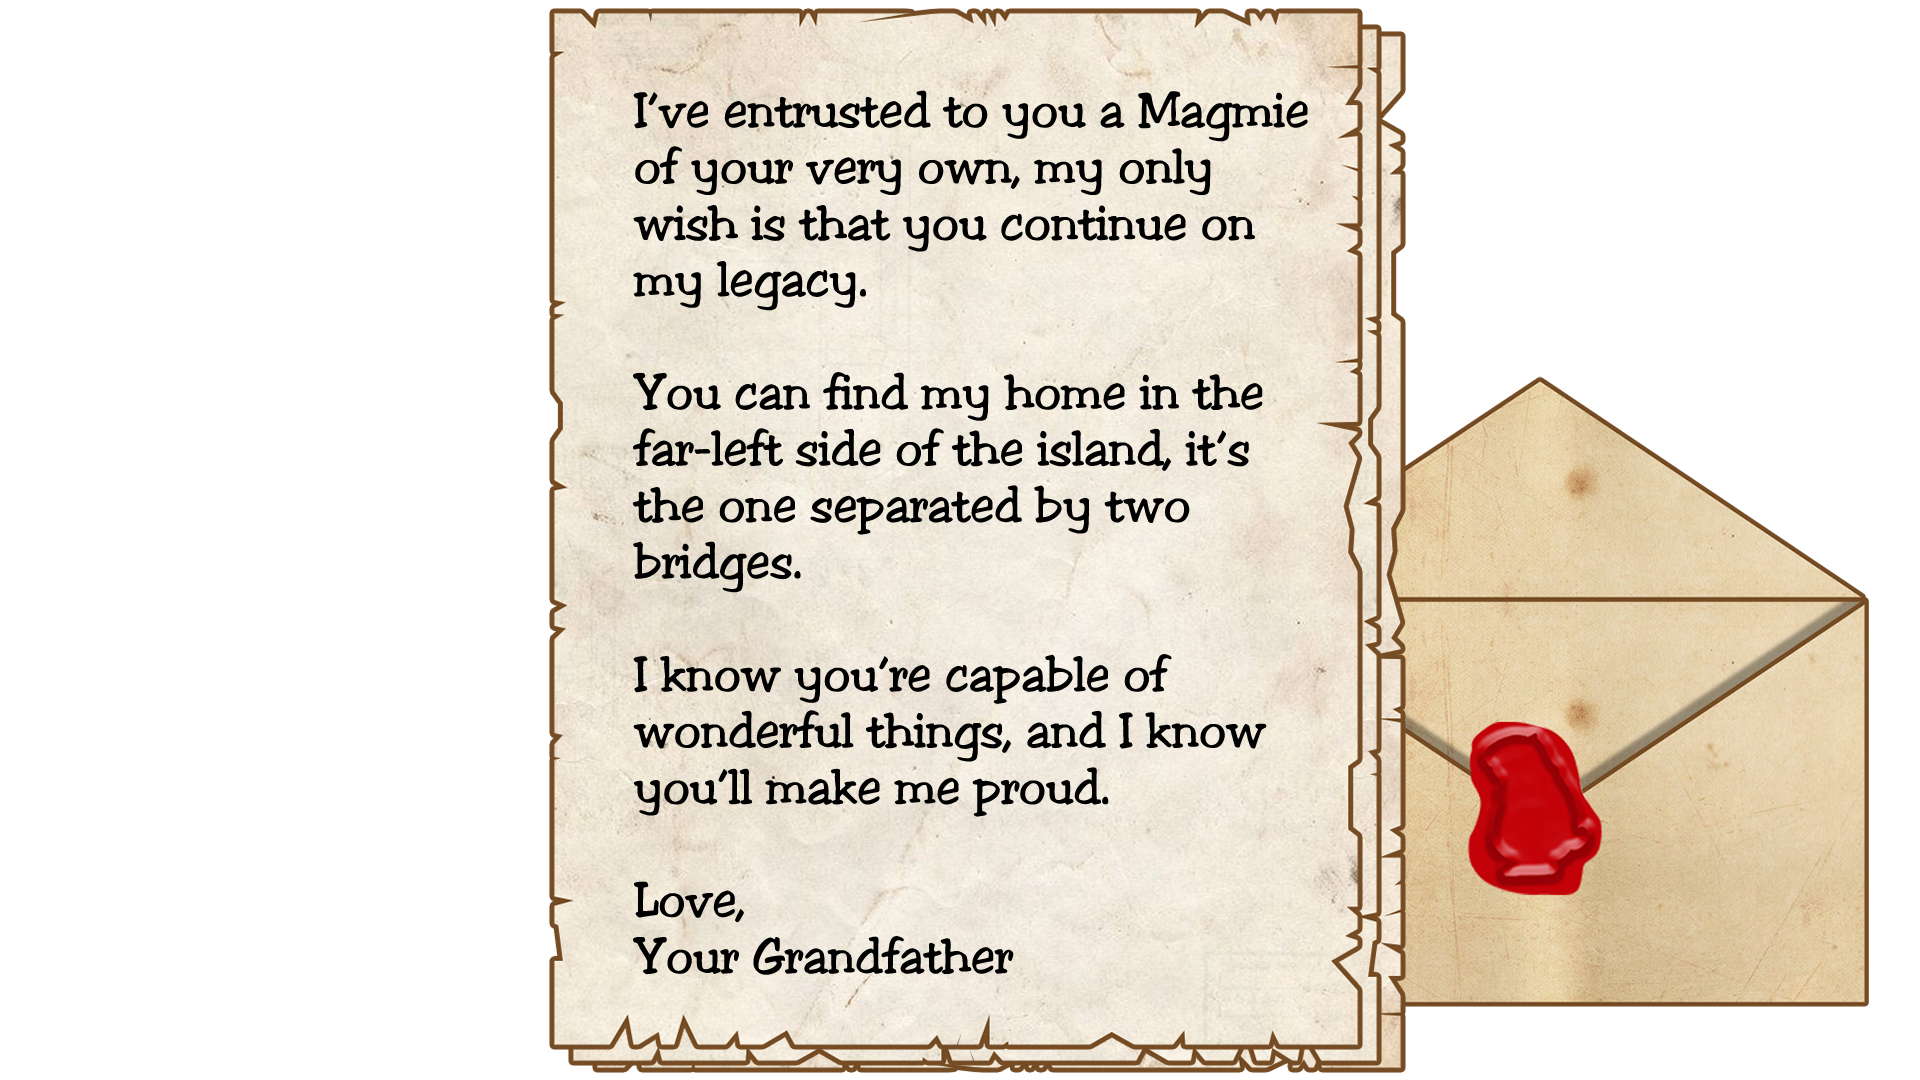 I've entrusted to you a Magmie
of your very own, my only
wish is that you continue on
my legacy.
You can find my home in the
far-left side of the island, it's
the one separated by two
bridges.
I know you're capable of
wonderful things, and I know
you'll make me proud.
Love,
Your Grandfather